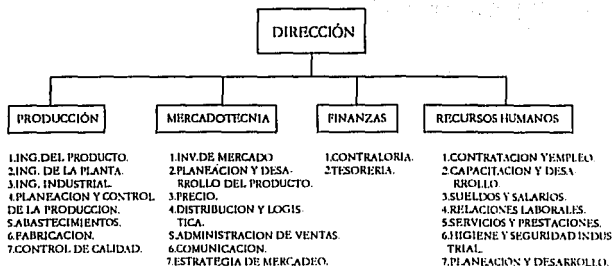 DIRECCIÓN
PRODUCCIÓN
MERCADOTECNIA
FINANZAS
RECURSOS HUMANOS
1.ING.DEL PRODUCTO.
2.ING. DE LA PLANTA.
3.ING. INDUSTRIAL.
4.PLANEACION Y CONTROL
DE LA PRODUCCION.
5.ABASTECIMIENTOS.
6.FABRICACION.
7.CONTROL DE CALIDAD.
1.INV.DE MERCADO
2.PLANEACION Y DESA-
RROLLO DEL PRODUCTO.
3.PRECIO.
4.DISTRIBUCION Y LOGIS
TICA.
5.ADMINISTRACION DE VENTAS.
6.COMUNICACION.
7.ESTRATEGIA DE MERCADEO.
1.CONTRALORIA.
2.TESORERIA.
1.CONTRATACION Y EMPLEO.
2.CAPACITACION Y DESA-
RROLLO.
3.SUELDOS Y SALARIOS.
4.RELACIONES LABORALES.
5.SERVICIOS Y PRESTACIONES.
6.HIGIENE Y SEGURIDAD INDUS
TRIAL.
7.PLANEACION Y DESARROLLO.